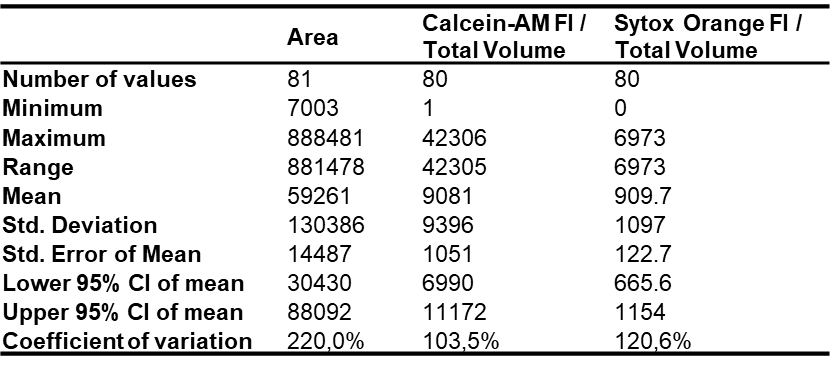 Area Calcein-AM FI / Total Volume Sytox Orange FI / Total Volume
Number of values 81 80 80
Minimum 7003 1 0
Maximum 888481 42306 6973
Range 881478 42305 6973
Mean 59261 9081 909.7
Std. Deviation 130386 9396 1097
Std. Error of Mean 14487 1051 122.7
Lower 95% CI of mean 30430 6990 665.6
Upper 95% CI of mean 88092 11172 1154
Coefficient of variation 220,0% 103,5% 120,6%